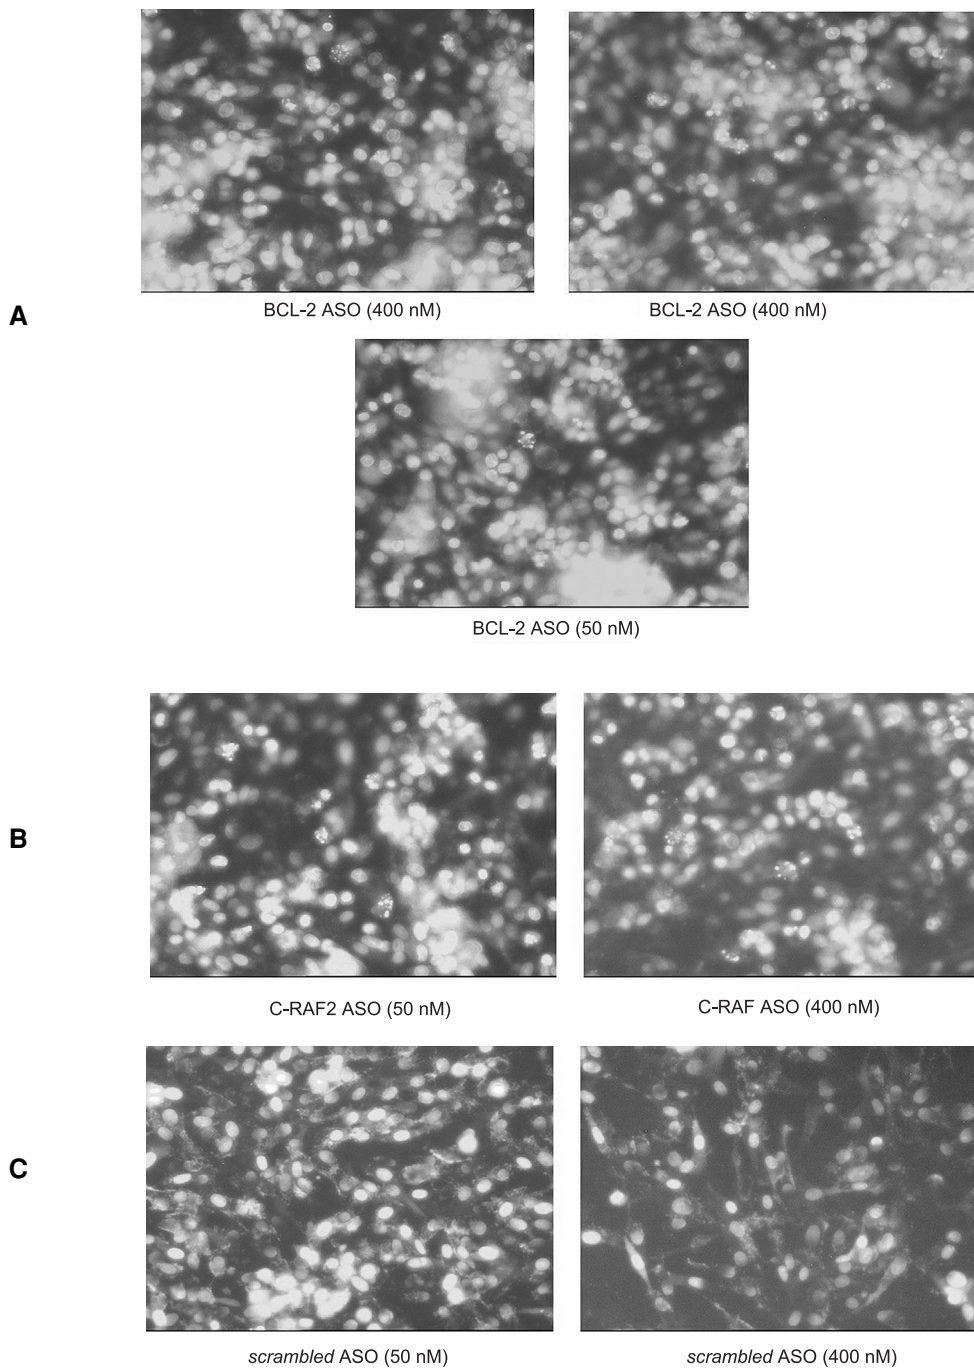 A
BCL-2 ASO (400 nM)
BCL-2 ASO (400 nM)
BCL-2 ASO (50 nM)
B
C-RAF2 ASO (50 nM)
C-RAF ASO (400 nM)
C
scrambled ASO (50 nM)
scrambled ASO (400 nM)